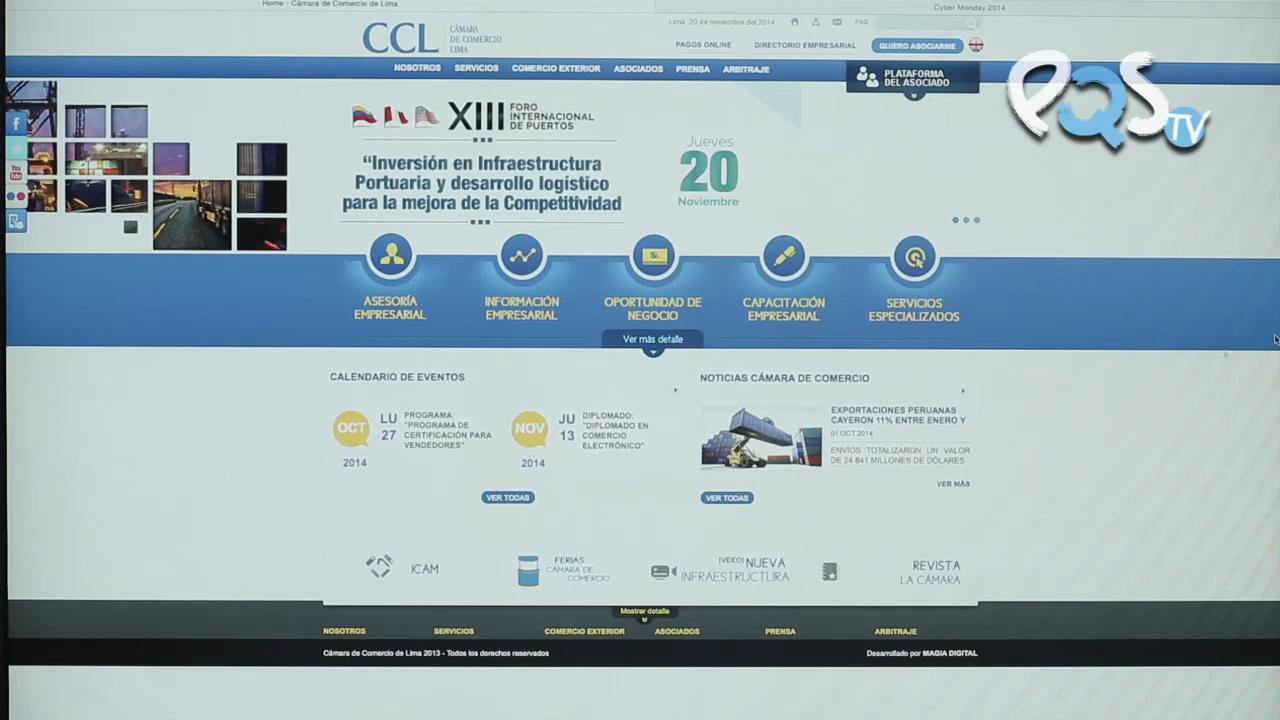 Home - Cámara de Comercio de Lima
Cyber Monday 2014
Lima, 20 de noviembre del 2014
FAQ
CCL
CÁMARA
DE COMERCIO
LIMA
PAGOS ONLINE
DIRECTORIO EMPRESARIAL
QUIERO ASOCIARME
NOSOTROS
SERVICIOS
COMERCIO EXTERIOR
ASOCIADOS
PRENSA
ARBITRAJE
PLATAFORMA
DEL ASOCIADO
PQS
TV
You
XIII
FORO
INTERNACIONAL
DE PUERTOS
“Inversión en Infraestructura
Portuaria y desarrollo logístico
para la mejora de la Competitividad
Jueves
20
Noviembre
S/.
ASESORÍA
EMPRESARIAL
INFORMACIÓN
EMPRESARIAL
OPORTUNIDAD DE
NEGOCIO
CAPACITACIÓN
EMPRESARIAL
SERVICIOS
ESPECIALIZADOS
Ver más detalle
CALENDARIO DE EVENTOS
OCT
LU
27
2014
PROGRAMA:
"PROGRAMA DE
CERTIFICACIÓN PARA
VENDEDORES"
NOV
JU
13
2014
DIPLOMADO:
"DIPLOMADO EN
COMERCIO
ELECTRÓNICO"
VER TODAS
NOTICIAS CÁMARA DE COMERCIO
EXPORTACIONES PERUANAS
CAYERON 11% ENTRE ENERO Y
01 OCT 2014
ENVÍOS TOTALIZARON UN VALOR
DE 24 841 MILLONES DE DÓLARES
VER MÁS
VER TODAS
ICAM
FERIAS
CÁMARA DE
COMERCIO
(VIDEO) NUEVA
INFRAESTRUCTURA
REVISTA
LA CÁMARA
Mostrar detalle
NOSOTROS
SERVICIOS
COMERCIO EXTERIOR
ASOCIADOS
PRENSA
ARBITRAJE
Cámara de Comercio de Lima 2013 - Todos los derechos reservados
Desarrollado por MAGIA DIGITAL